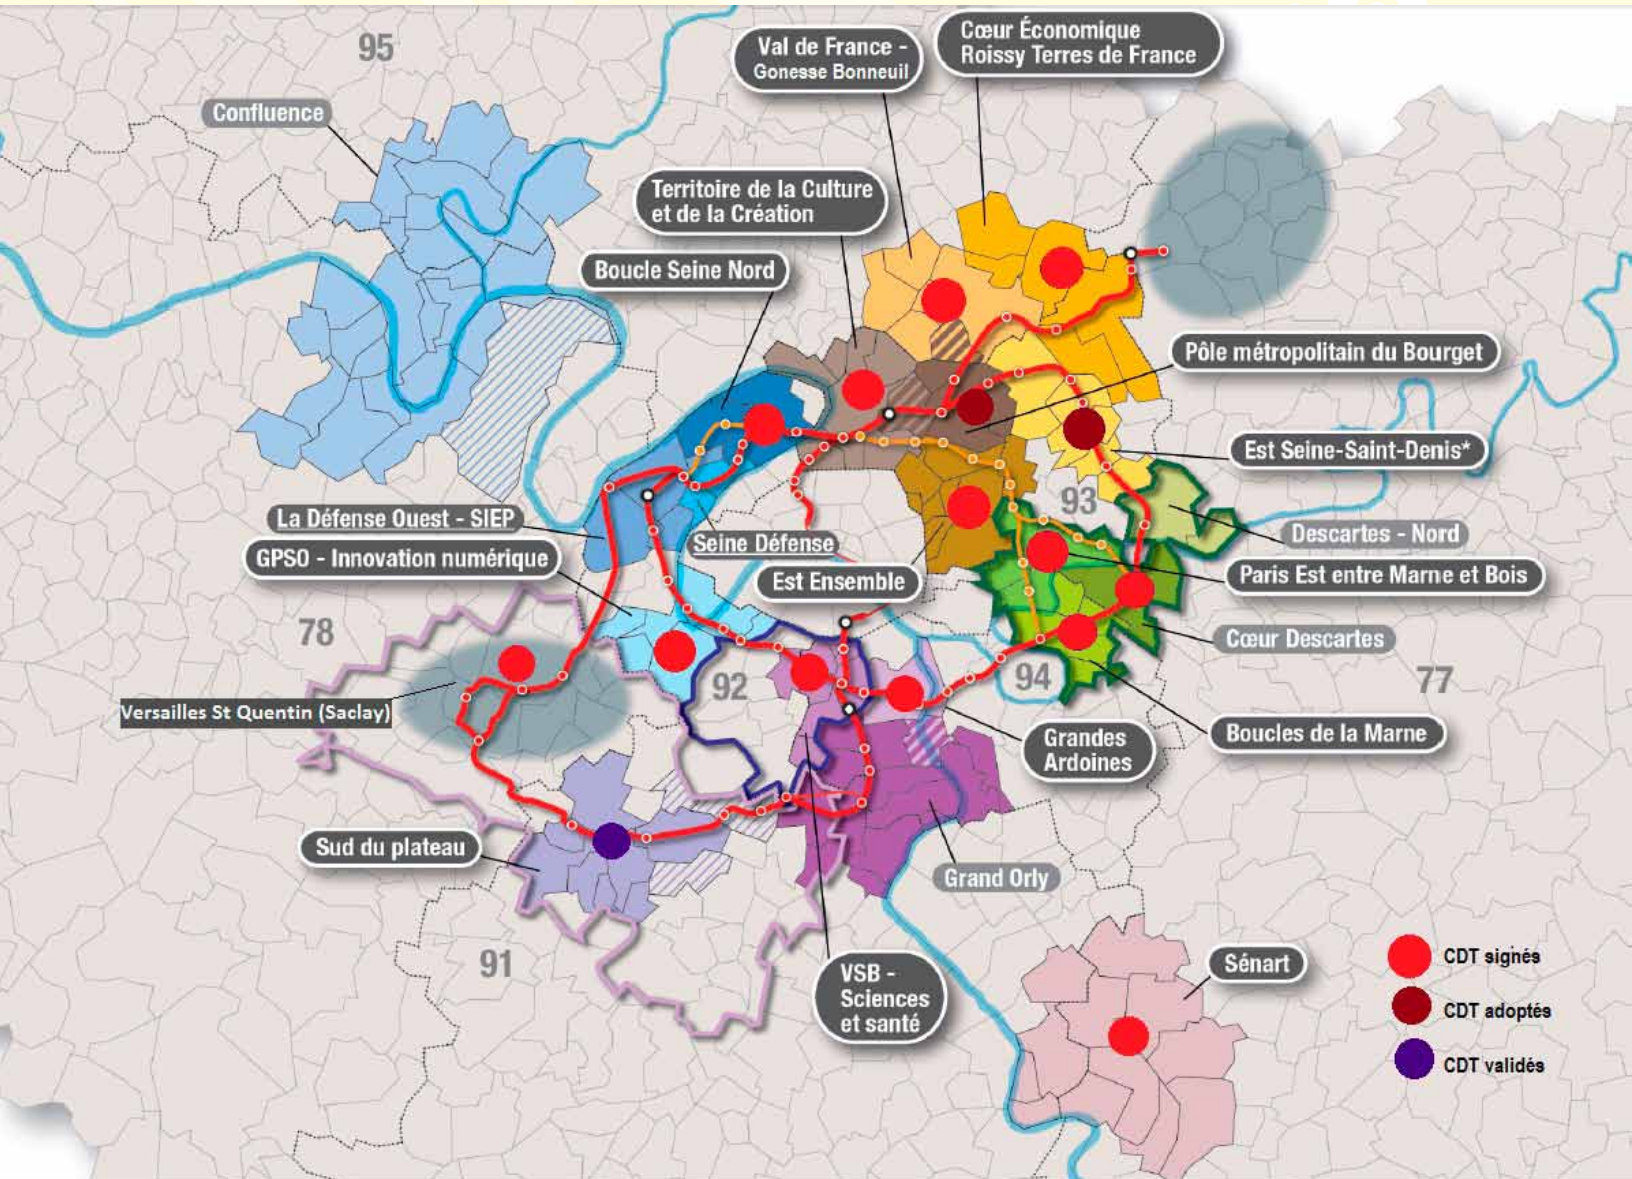 Cœur Économique
Roissy Terres de France
Val de France -
Gonesse Bonneuil
95
Confluence
Territoire de la Culture
et de la Création
Boucle Seine Nord
Pôle métropolitain du Bourget
Est Seine-Saint-Denis*
93
La Défense Ouest - SIEP
Descartes - Nord
Seine Défense
GPSO - Innovation numérique
Est Ensemble
Paris Est entre Marne et Bois
78
Cœur Descartes
92
94
77
Versailles St Quentin (Saclay)
Boucles de la Marne
Grandes
Ardoines
Sud du plateau
Grand Orly
91
VSB -
Sciences
et santé
Sénart
CDT signés
CDT adoptés
CDT validés